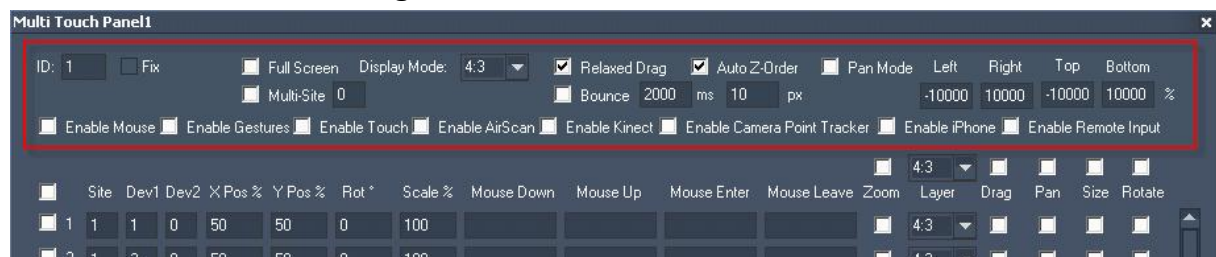 Multi Touch Panel1 x
ID: 1 Fix Full Screen Display Mode: 4:3 Relaxed Drag Auto Z-Order Pan Mode Left Right Top Bottom
Multi-Site 0 Bounce 2000 ms 10 px -10000 10000 -10000 10000 %
Enable Mouse Enable Gestures Enable Touch Enable AirScan Enable Kinect Enable Camera Point Tracker Enable iPhone Enable Remote Input
4:3
Site Dev1 Dev2 X Pos % Y Pos % Rot ° Scale % Mouse Down Mouse Up Mouse Enter Mouse Leave Zoom Layer Drag Pan Size Rotate
1 1 1 0 50 50 0 100 4:3